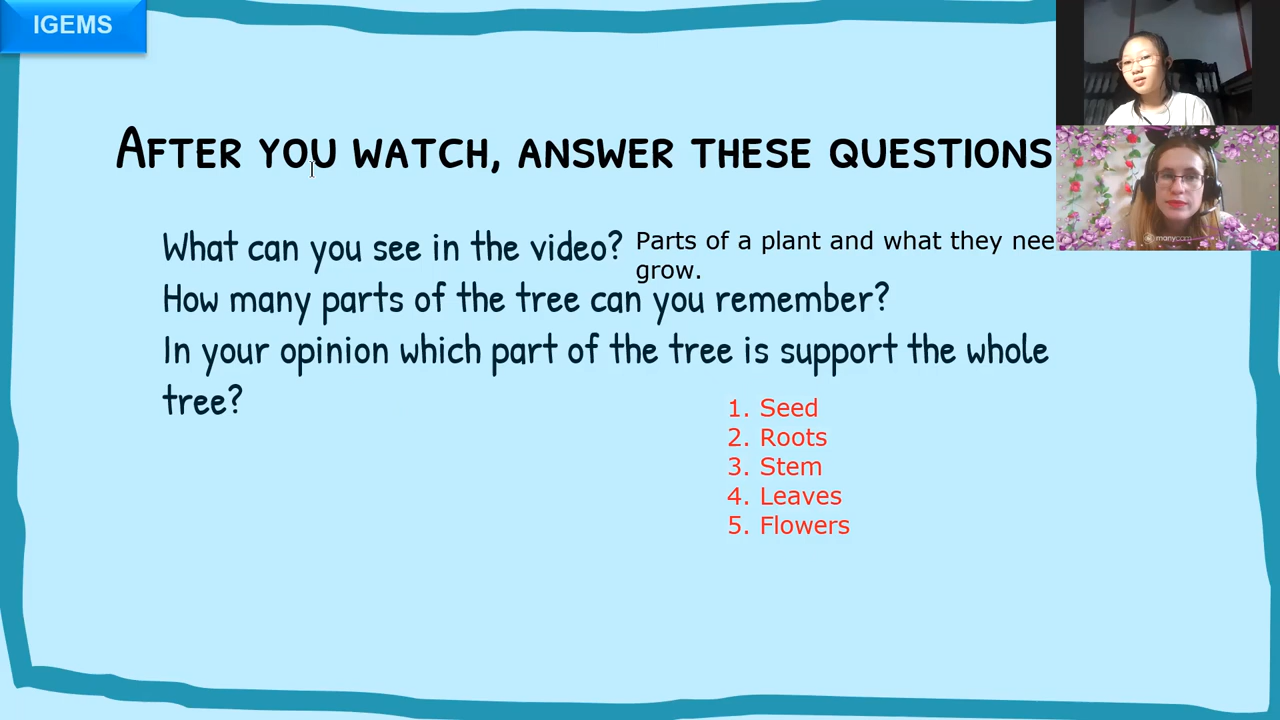 IGEMS
AFTER YOU WATCH, ANSWER THESE QUESTIONS
What can you see in the video? Parts of a plant and what they
grow.
How many parts of the tree can you remember?
In your opinion which part of the tree is support the whole
tree?
1. Seed
2. Roots
3. Stem
4. Leaves
5. Flowers
manycam